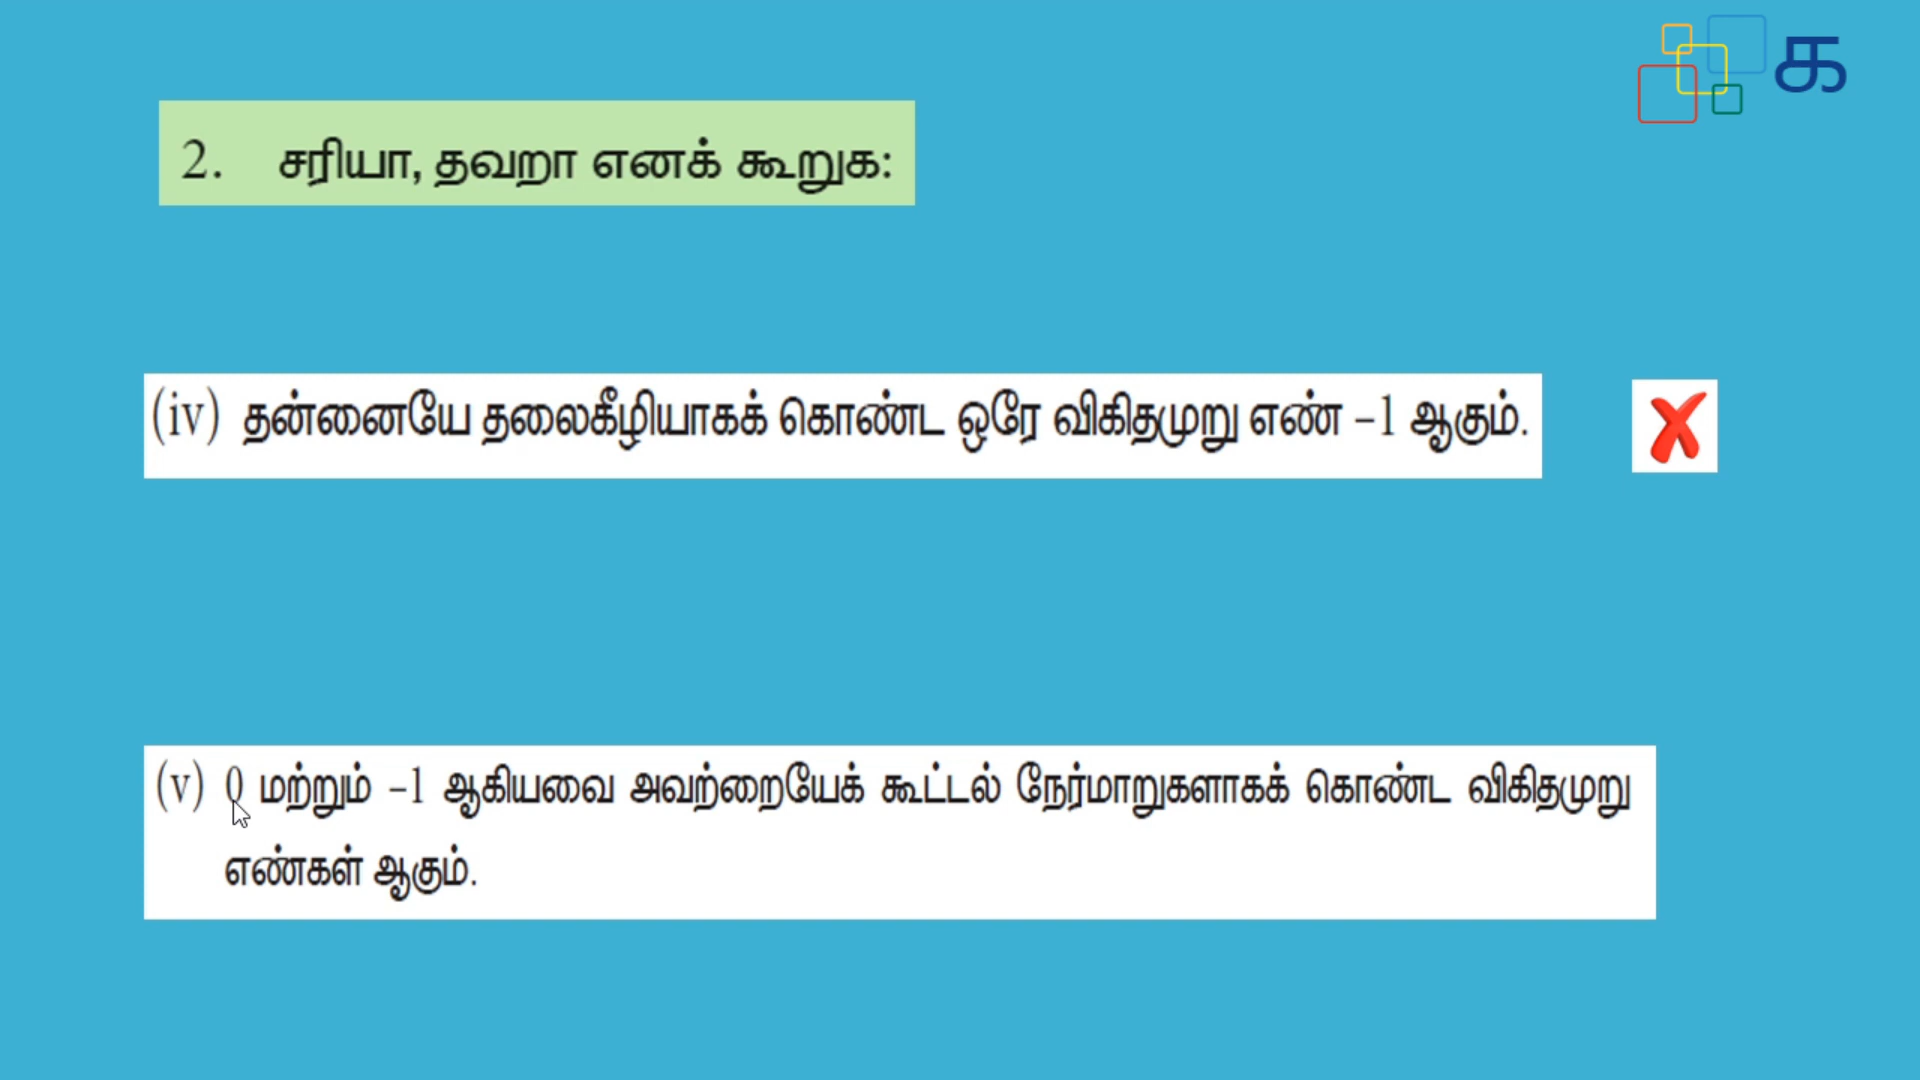 க
2. சரியா, தவறா எனக் கூறுக:
(iv) தன்னையே தலைகீழியாகக் கொண்ட ஒரே விகிதமுறு எண் –1 ஆகும்.
(v) 0 மற்றும் –1 ஆகியவை அவற்றையேக் கூட்டல் நேர்மாறுகளாகக் கொண்ட விகிதமுறு
எண்கள் ஆகும்.